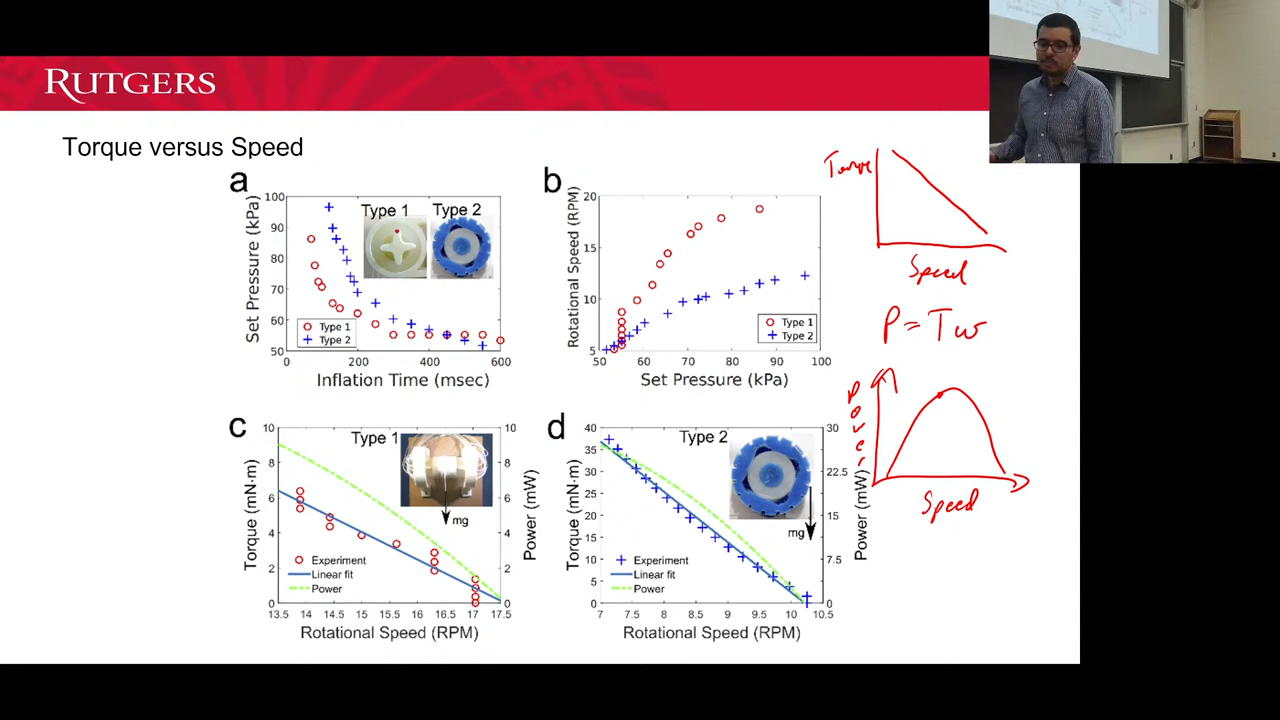 RUTGERS
Torque versus Speed
a
Set Pressure (kPa)
100
90
80
70
60
50
Type 1
Type 2
Type 1
Type 2
0
200
400
600
Inflation Time (msec)
b
Rotational Speed (RPM)
20
15
10
5
Type 1
Type 2
50
60
70
80
90
100
Set Pressure (kPa)
Torque
Speed
P = Tω
Power
Speed
c
Torque (mN·m)
10
8
6
4
2
0
Type 1
mg
Experiment
Linear fit
Power
10
8
6
4
2
0
Power (mW)
13.5
14
14.5
15
15.5
16
16.5
17
17.5
Rotational Speed (RPM)
d
Torque (mN·m)
40
35
30
25
20
15
10
5
0
Type 2
mg
Experiment
Linear fit
Power
30
22.5
15
7.5
0
Power (mW)
7
7.5
8
8.5
9
9.5
10
10.5
Rotational Speed (RPM)